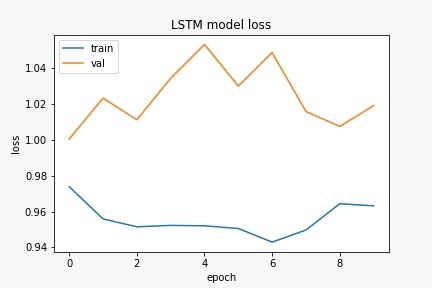 LSTM model loss
train
val
loss
1.04
1.02
1.00
0.98
0.96
0.94
0 2 4 6 8
epoch